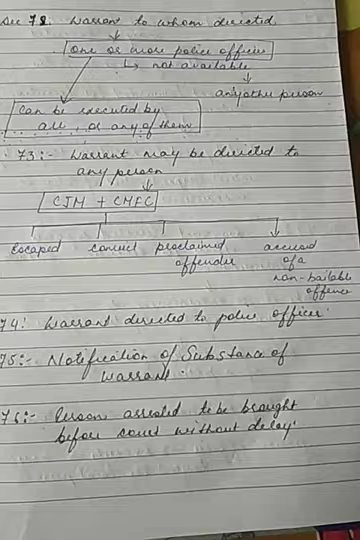 Sec 72: Warrant to whom directed
one or more police officer
↳ not available
any other person
Can be executed by
all, or any of them
73:- Warrant may be directed to
any person
CJM + CMFC
Escaped convict proclaimed accused
offender of a
non-bailable
offence
74: Warrant directed to police officer
75:- Notification of Substance of
Warrant.
76:- Person arrested to be brought
before court without delay